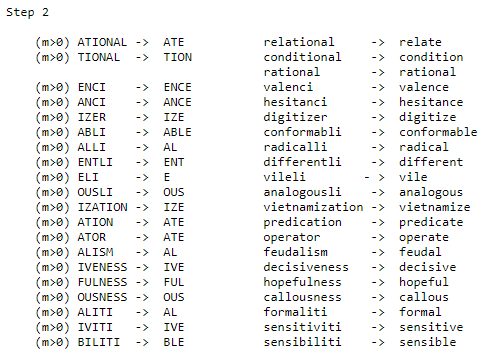 Step 2
(m>0) ATIONAL -> ATE relational -> relate
(m>0) TIONAL -> TION conditional -> condition
rational -> rational
(m>0) ENCI -> ENCE valenci -> valence
(m>0) ANCI -> ANCE hesitanci -> hesitance
(m>0) IZER -> IZE digitizer -> digitize
(m>0) ABLI -> ABLE conformabli -> conformable
(m>0) ALLI -> AL radicalli -> radical
(m>0) ENTLI -> ENT differentli -> different
(m>0) ELI -> E vileli - > vile
(m>0) OUSLI -> OUS analogousli -> analogous
(m>0) IZATION -> IZE vietnamization -> vietnamize
(m>0) ATION -> ATE predication -> predicate
(m>0) ATOR -> ATE operator -> operate
(m>0) ALISM -> AL feudalism -> feudal
(m>0) IVENESS -> IVE decisiveness -> decisive
(m>0) FULNESS -> FUL hopefulness -> hopeful
(m>0) OUSNESS -> OUS callousness -> callous
(m>0) ALITI -> AL formaliti -> formal
(m>0) IVITI -> IVE sensitiviti -> sensitive
(m>0) BILITI -> BLE sensibiliti -> sensible